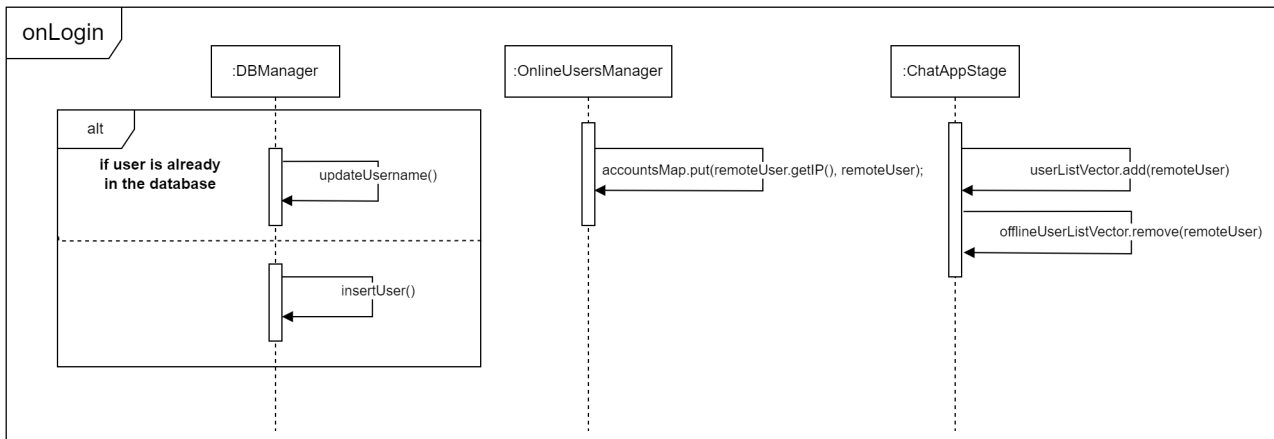 onLogin
:DBManager
:OnlineUsersManager
:ChatAppStage
alt
if user is already
in the database
updateUsername()
accountsMap.put(remoteUser.getIP(), remoteUser);
userListVector.add(remoteUser)
offlineUserListVector.remove(remoteUser)
insertUser()